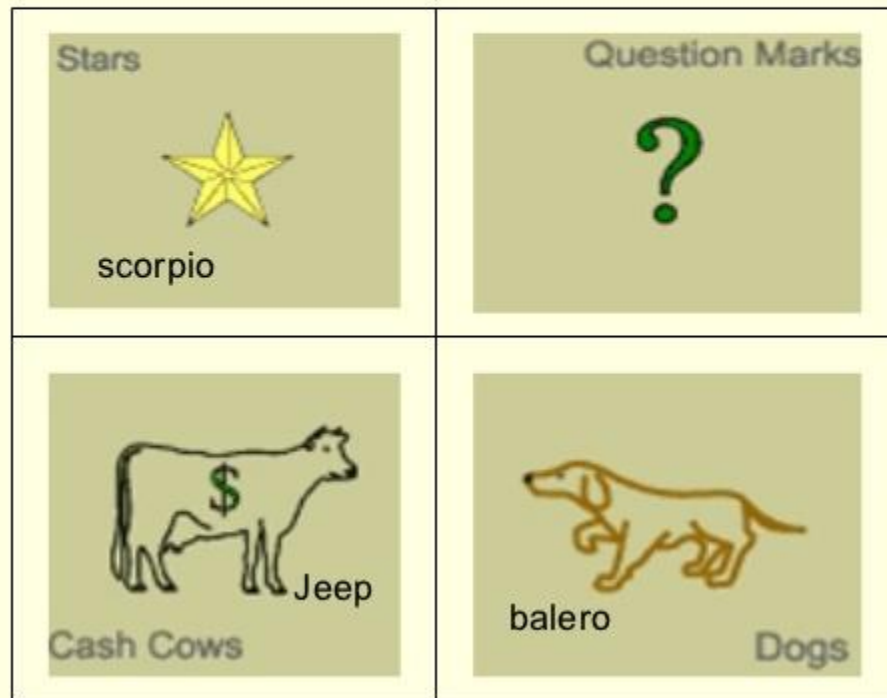 Stars
scorpio
Question Marks
?
$
Jeep
Cash Cows
balero
Dogs